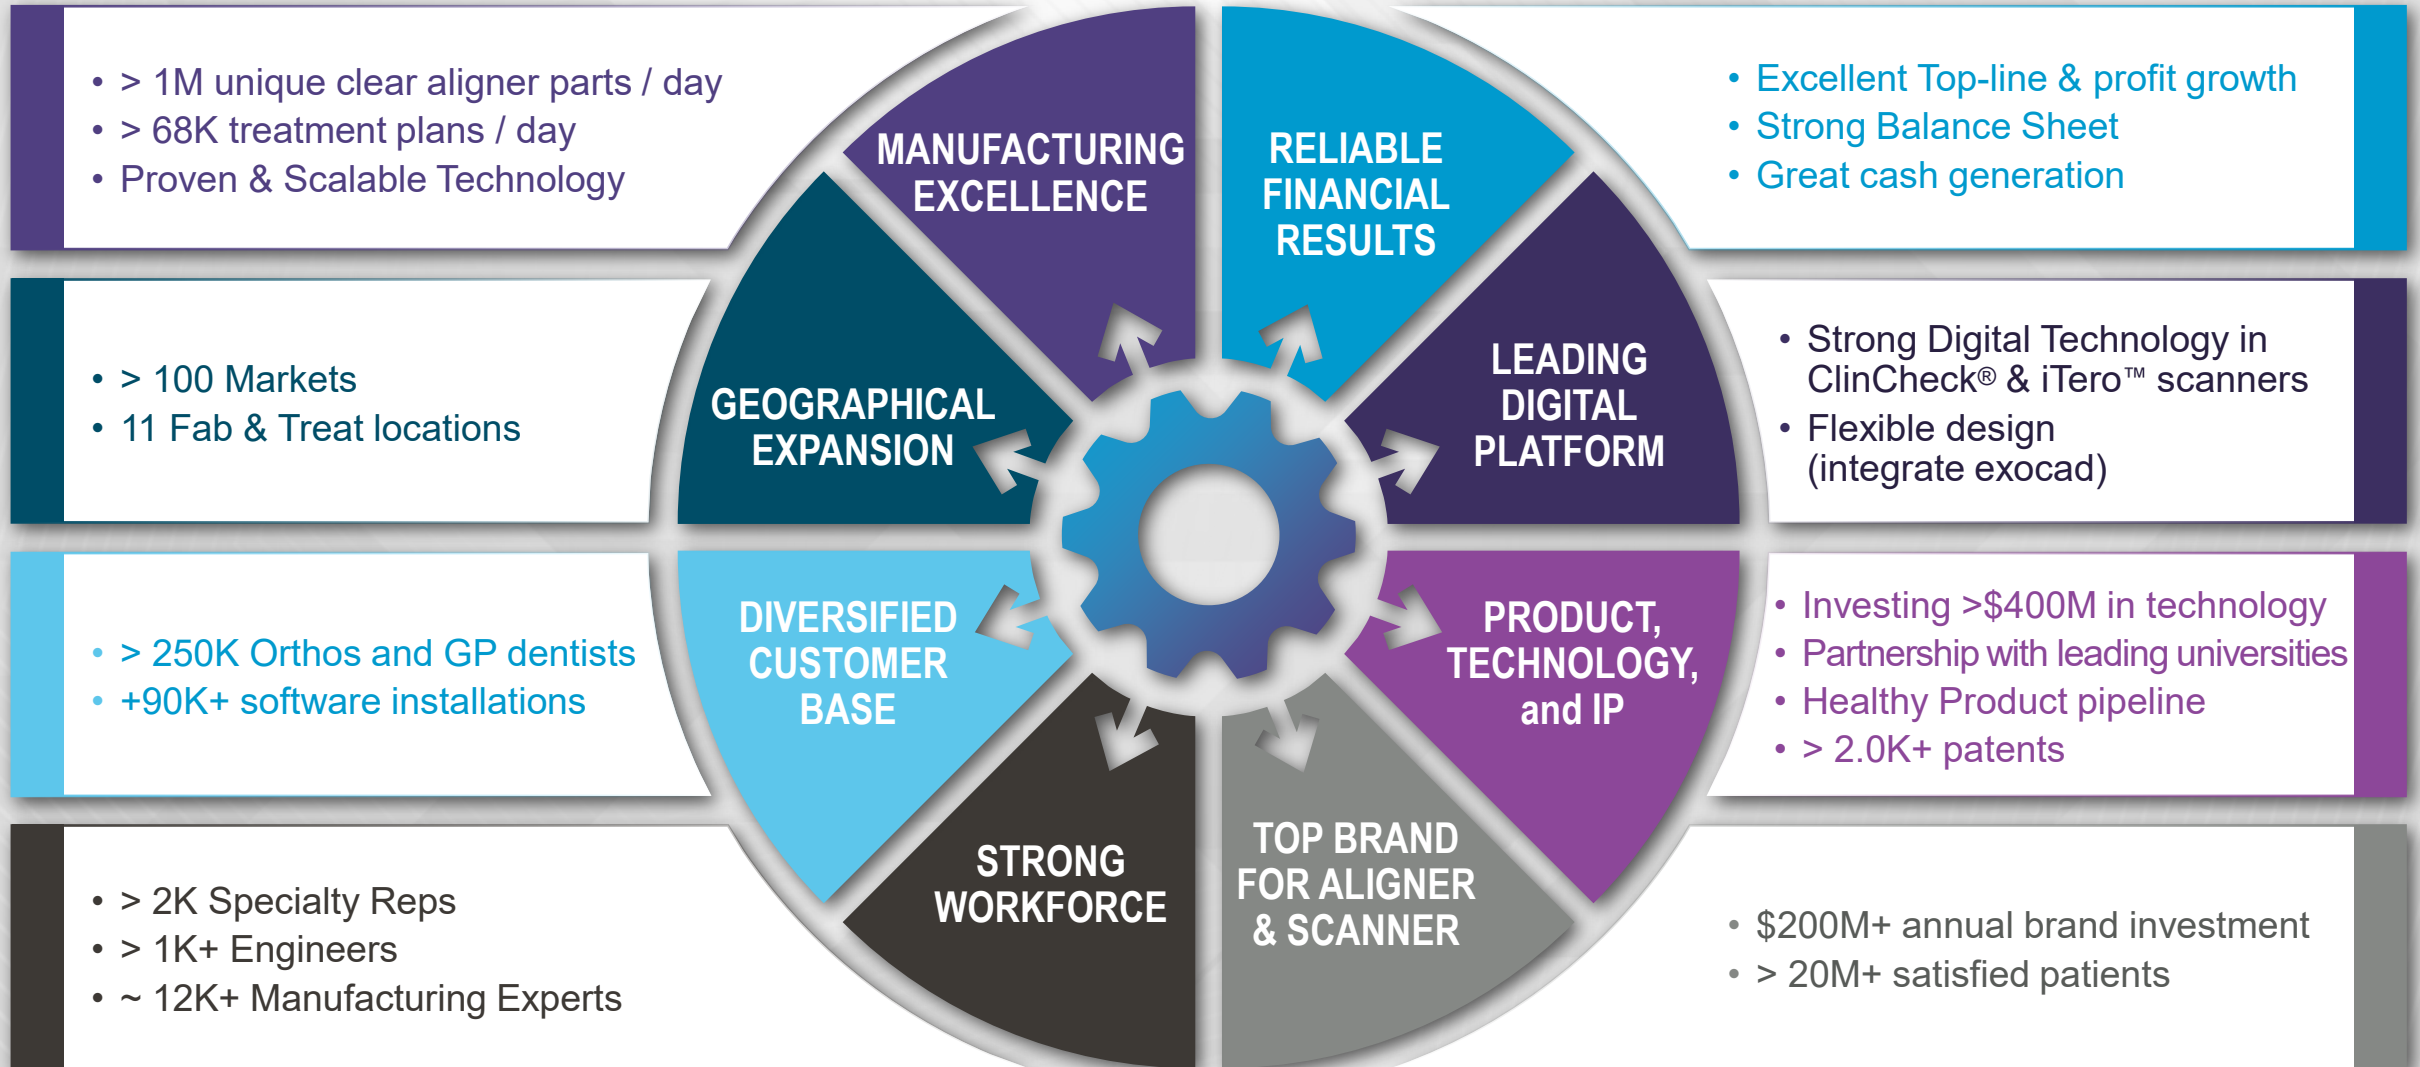 • > 1M unique clear aligner parts / day
• > 68K treatment plans / day
• Proven & Scalable Technology
MANUFACTURING
EXCELLENCE
RELIABLE
FINANCIAL
RESULTS
• Excellent Top-line & profit growth
• Strong Balance Sheet
• Great cash generation
• > 100 Markets
• 11 Fab & Treat locations
GEOGRAPHICAL
EXPANSION
LEADING
DIGITAL
PLATFORM
• Strong Digital Technology in
ClinCheck® & iTero™ scanners
• Flexible design
(integrate exocad)
• > 250K Orthos and GP dentists
• +90K+ software installations
DIVERSIFIED
CUSTOMER
BASE
PRODUCT,
TECHNOLOGY,
and IP
• Investing >$400M in technology
• Partnership with leading universities
• Healthy Product pipeline
• > 2.0K+ patents
• > 2K Specialty Reps
• > 1K+ Engineers
• ~ 12K+ Manufacturing Experts
STRONG
WORKFORCE
TOP BRAND
FOR ALIGNER
& SCANNER
• $200M+ annual brand investment
• > 20M+ satisfied patients